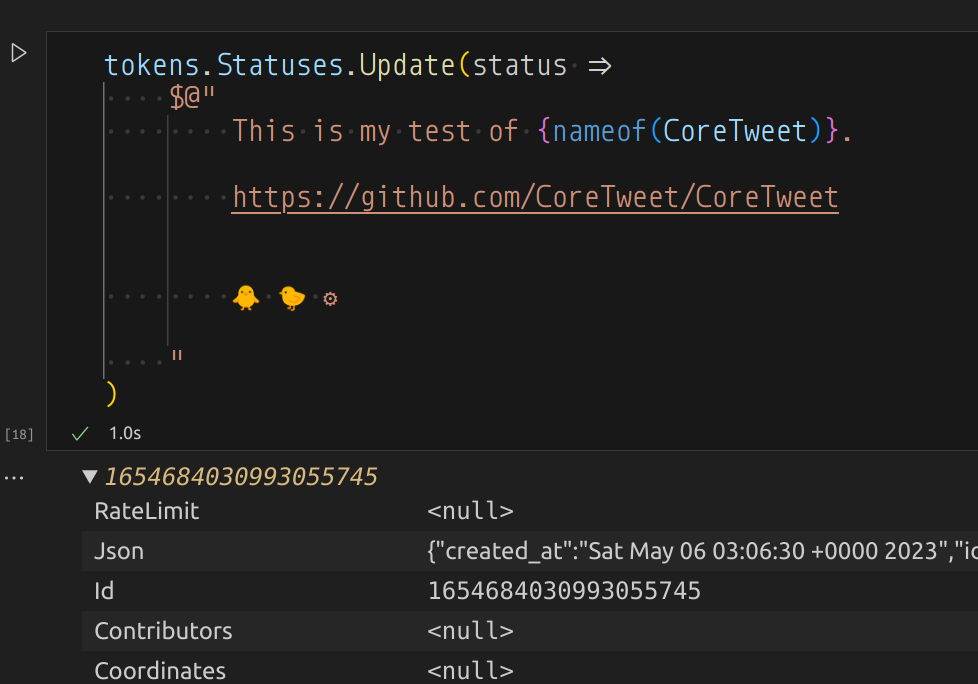 tokens.Statuses.Update(status =>
$@"
This is my test of {nameof(CoreTweet)}.
https://github.com/CoreTweet/CoreTweet
🐥 🐤 ⚙
"
)
[18] ✓ 1.0s
... ▼ 1654684030993055745
RateLimit <null>
Json {"created_at":"Sat May 06 03:06:30 +0000 2023","ic
Id 1654684030993055745
Contributors <null>
Coordinates <null>